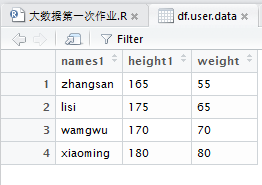 大数据第一次作业.R df.user.data
Filter
names1 height1 weight
1 zhangsan 165 55
2 lisi 175 65
3 wamgwu 170 70
4 xiaoming 180 80